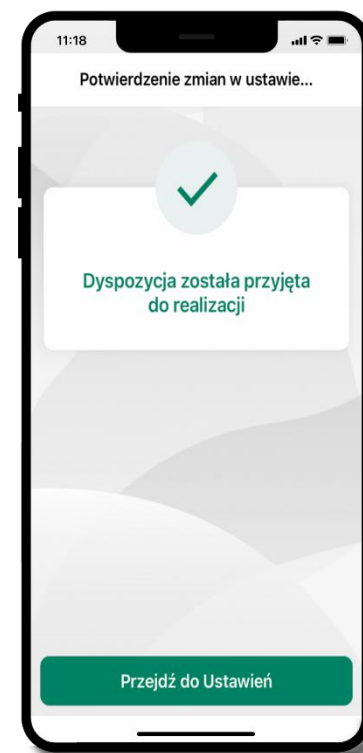 11:18
Potwierdzenie zmian w ustawie...
Dyspozycja została przyjęta
do realizacji
Przejdź do Ustawień